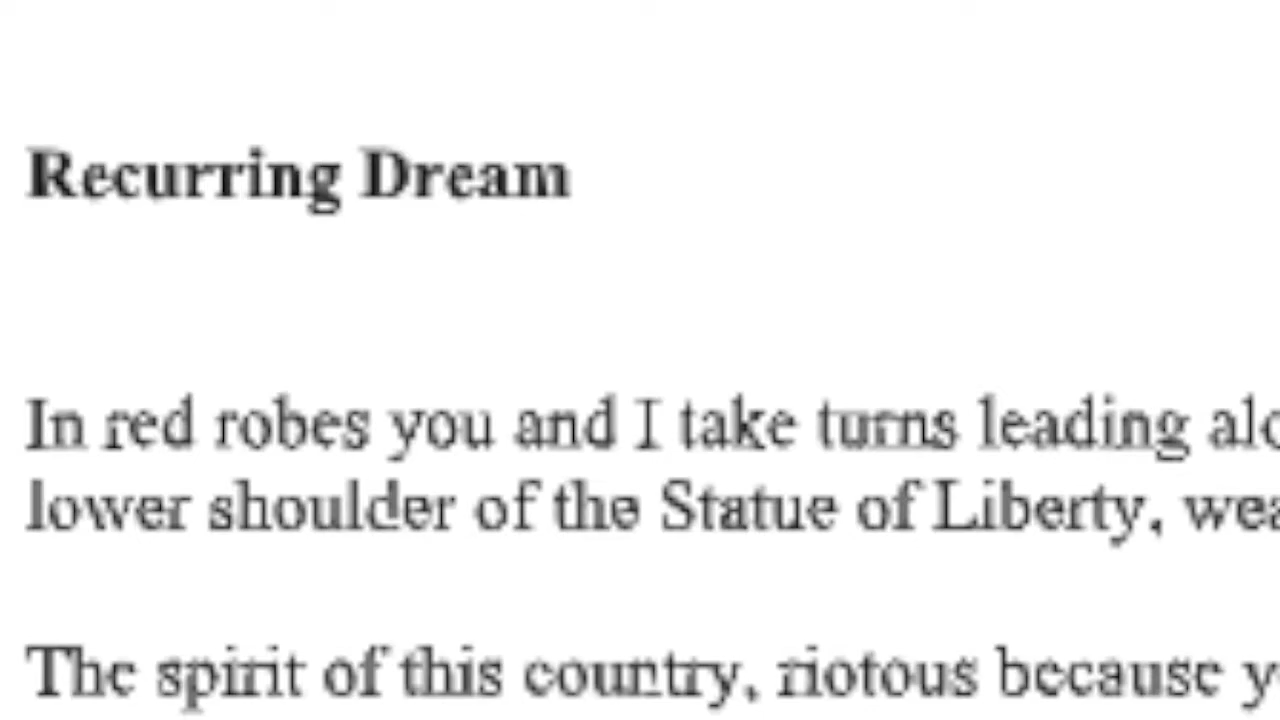 Recurring Dream
In red robes you and I take turns leading
lower shoulder of the Statue of Liberty,
The spirit of this country, riotous because